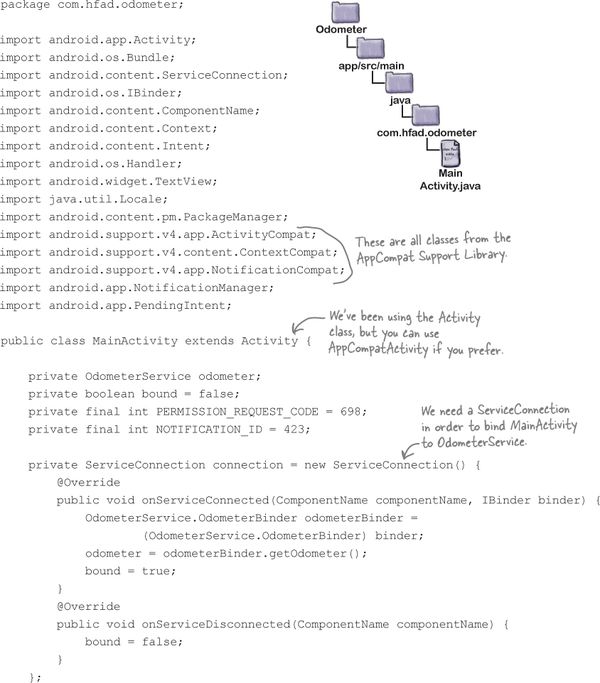 package com.hfad.odometer;
Odometer
app/src/main
java
com.hfad.odometer
Main
Activity.java
import android.app.Activity;
import android.os.Bundle;
import android.content.ServiceConnection;
import android.os.IBinder;
import android.content.ComponentName;
import android.content.Context;
import android.content.Intent;
import android.os.Handler;
import android.widget.TextView;
import java.util.Locale;
import android.content.pm.PackageManager;
import android.support.v4.app.ActivityCompat;
import android.support.v4.content.ContextCompat;
import android.support.v4.app.NotificationCompat;
These are all classes from the
AppCompat Support Library.
import android.app.NotificationManager;
import android.app.PendingIntent;
We've been using the Activity
class, but you can use
AppCompatActivity if you prefer.
public class MainActivity extends Activity {
private OdometerService odometer;
private boolean bound = false;
private final int PERMISSION_REQUEST_CODE = 698;
private final int NOTIFICATION_ID = 423;
We need a ServiceConnection
in order to bind MainActivity
to OdometerService.
private ServiceConnection connection = new ServiceConnection() {
@Override
public void onServiceConnected(ComponentName componentName, IBinder binder) {
OdometerService.OdometerBinder odometerBinder =
(OdometerService.OdometerBinder) binder;
odometer = odometerBinder.getOdometer();
bound = true;
}
@Override
public void onServiceDisconnected(ComponentName componentName) {
bound = false;
}
};